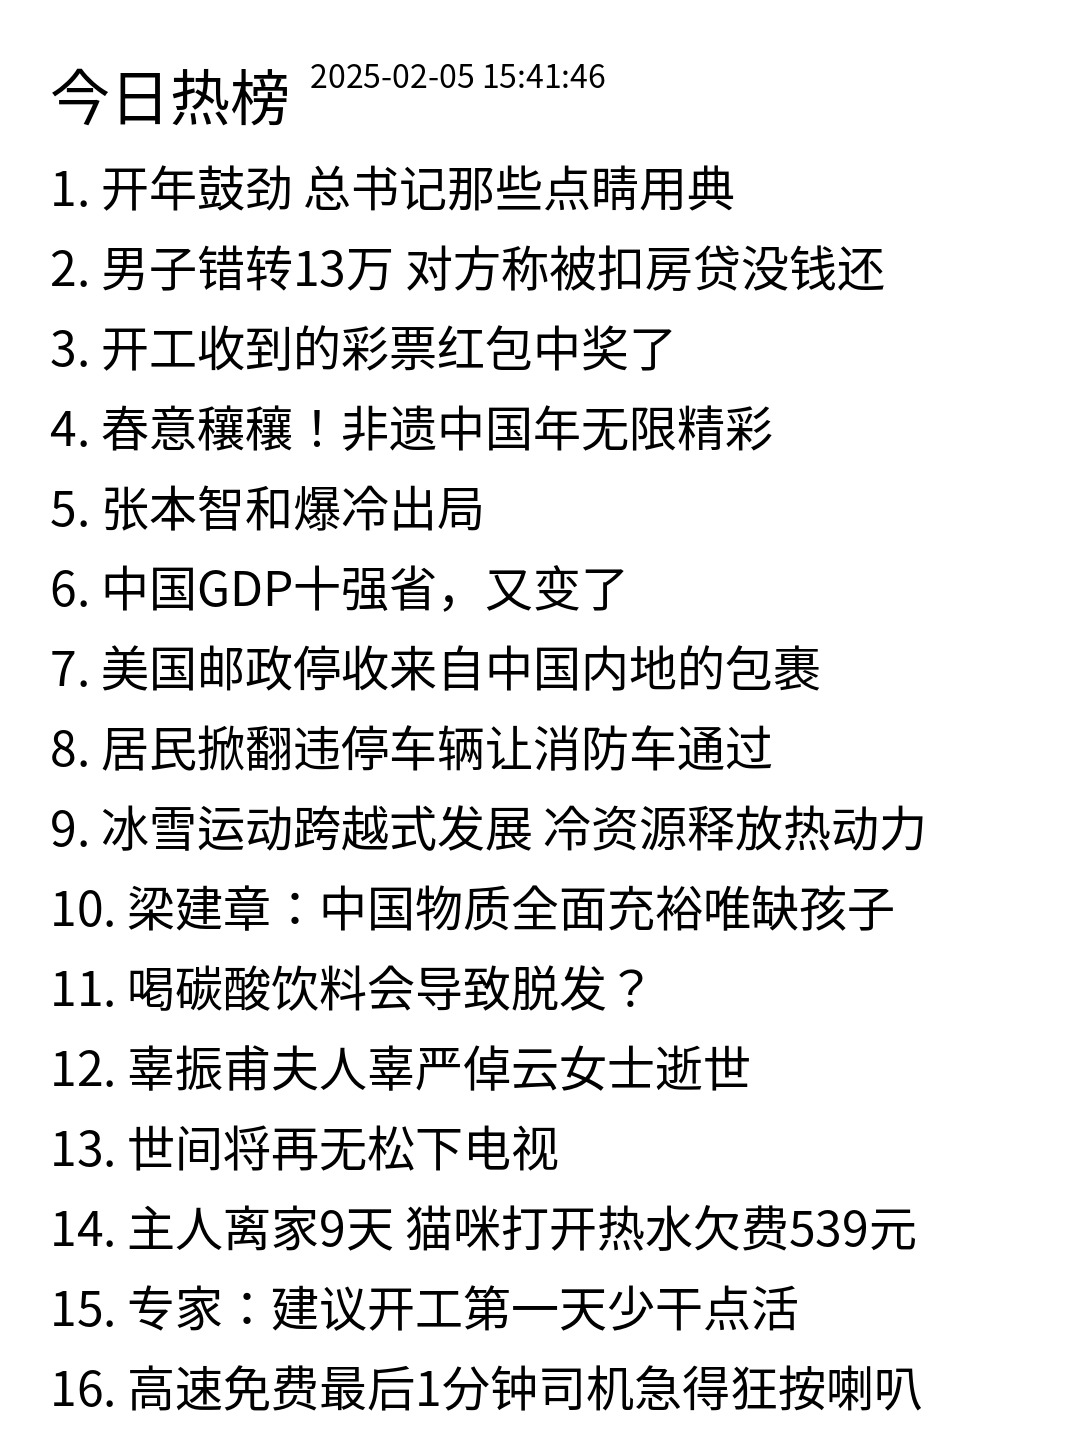 今日热榜 2025-02-05 15:41:46
1. 开年鼓劲 总书记那些点睛用典
2. 男子错转13万 对方称被扣房贷没钱还
3. 开工收到的彩票红包中奖了
4. 春意穰穰！非遗中国年无限精彩
5. 张本智和爆冷出局
6. 中国GDP十强省，又变了
7. 美国邮政停收来自中国内地的包裹
8. 居民掀翻违停车辆让消防车通过
9. 冰雪运动跨越式发展 冷资源释放热动力
10. 梁建章：中国物质全面充裕唯缺孩子
11. 喝碳酸饮料会导致脱发？
12. 辜振甫夫人辜严倬云女士逝世
13. 世间将再无松下电视
14. 主人离家9天 猫咪打开热水欠费539元
15. 专家：建议开工第一天少干点活
16. 高速免费最后1分钟司机急得狂按喇叭